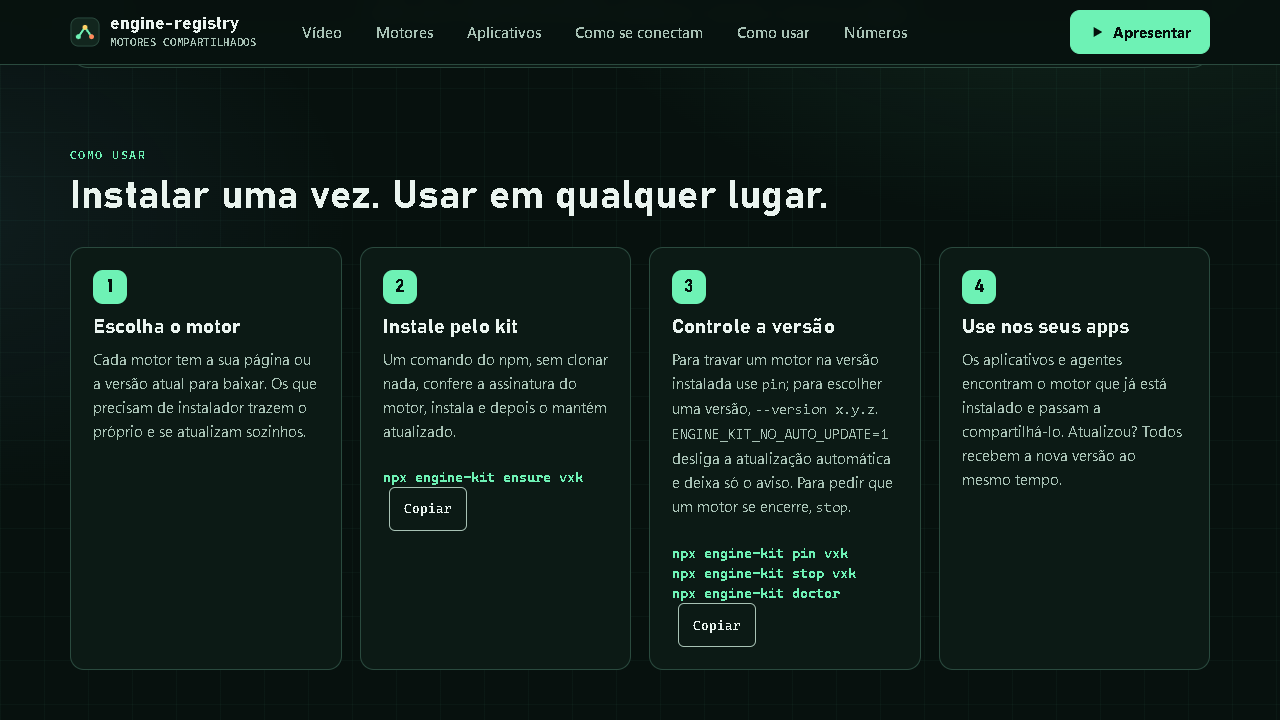 engine-registry
MOTORES COMPARTILHADOS
Vídeo
Motores
Aplicativos
Como se conectam
Como usar
Números
Apresentar
COMO USAR
Instalar uma vez. Usar em qualquer lugar.
1
Escolha o motor
Cada motor tem a sua página ou
a versão atual para baixar. Os que
precisam de instalador trazem o
próprio e se atualizam sozinhos.
2
Instale pelo kit
Um comando do npm, sem clonar
nada, confere a assinatura do
motor, instala e depois o mantém
atualizado.
npx engine-kit ensure vxk
Copiar
3
Controle a versão
Para travar um motor na versão
instalada use pin; para escolher
uma versão, --version x.y.z.
ENGINE_KIT_NO_AUTO_UPDATE=1
desliga a atualização automática
e deixa só o aviso. Para pedir que
um motor se encerre, stop.
npx engine-kit pin vxk
npx engine-kit stop vxk
npx engine-kit doctor
Copiar
4
Use nos seus apps
Os aplicativos e agentes
encontram o motor que já está
instalado e passam a
compartilhá-lo. Atualizou? Todos
recebem a nova versão ao
mesmo tempo.